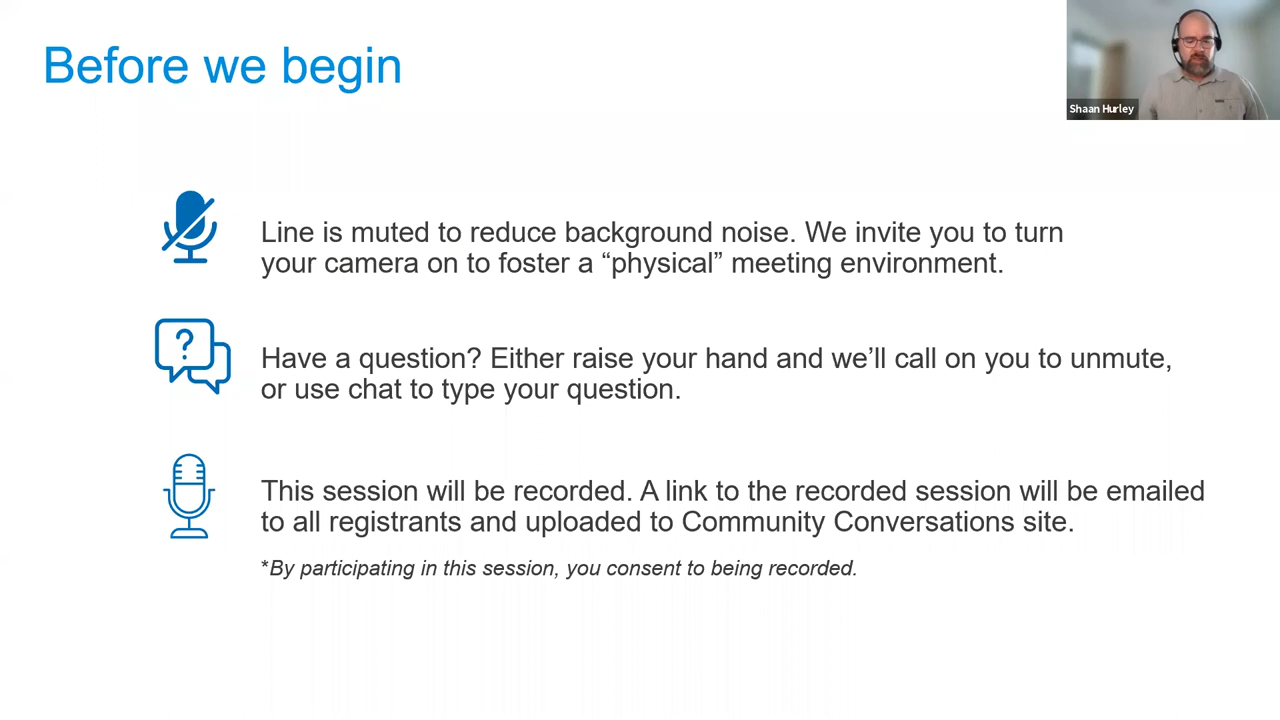 Before we begin
Shaan Hurley
Line is muted to reduce background noise. We invite you to turn
your camera on to foster a “physical” meeting environment.
?
Have a question? Either raise your hand and we’ll call on you to unmute,
or use chat to type your question.
This session will be recorded. A link to the recorded session will be emailed
to all registrants and uploaded to Community Conversations site.
*By participating in this session, you consent to being recorded.